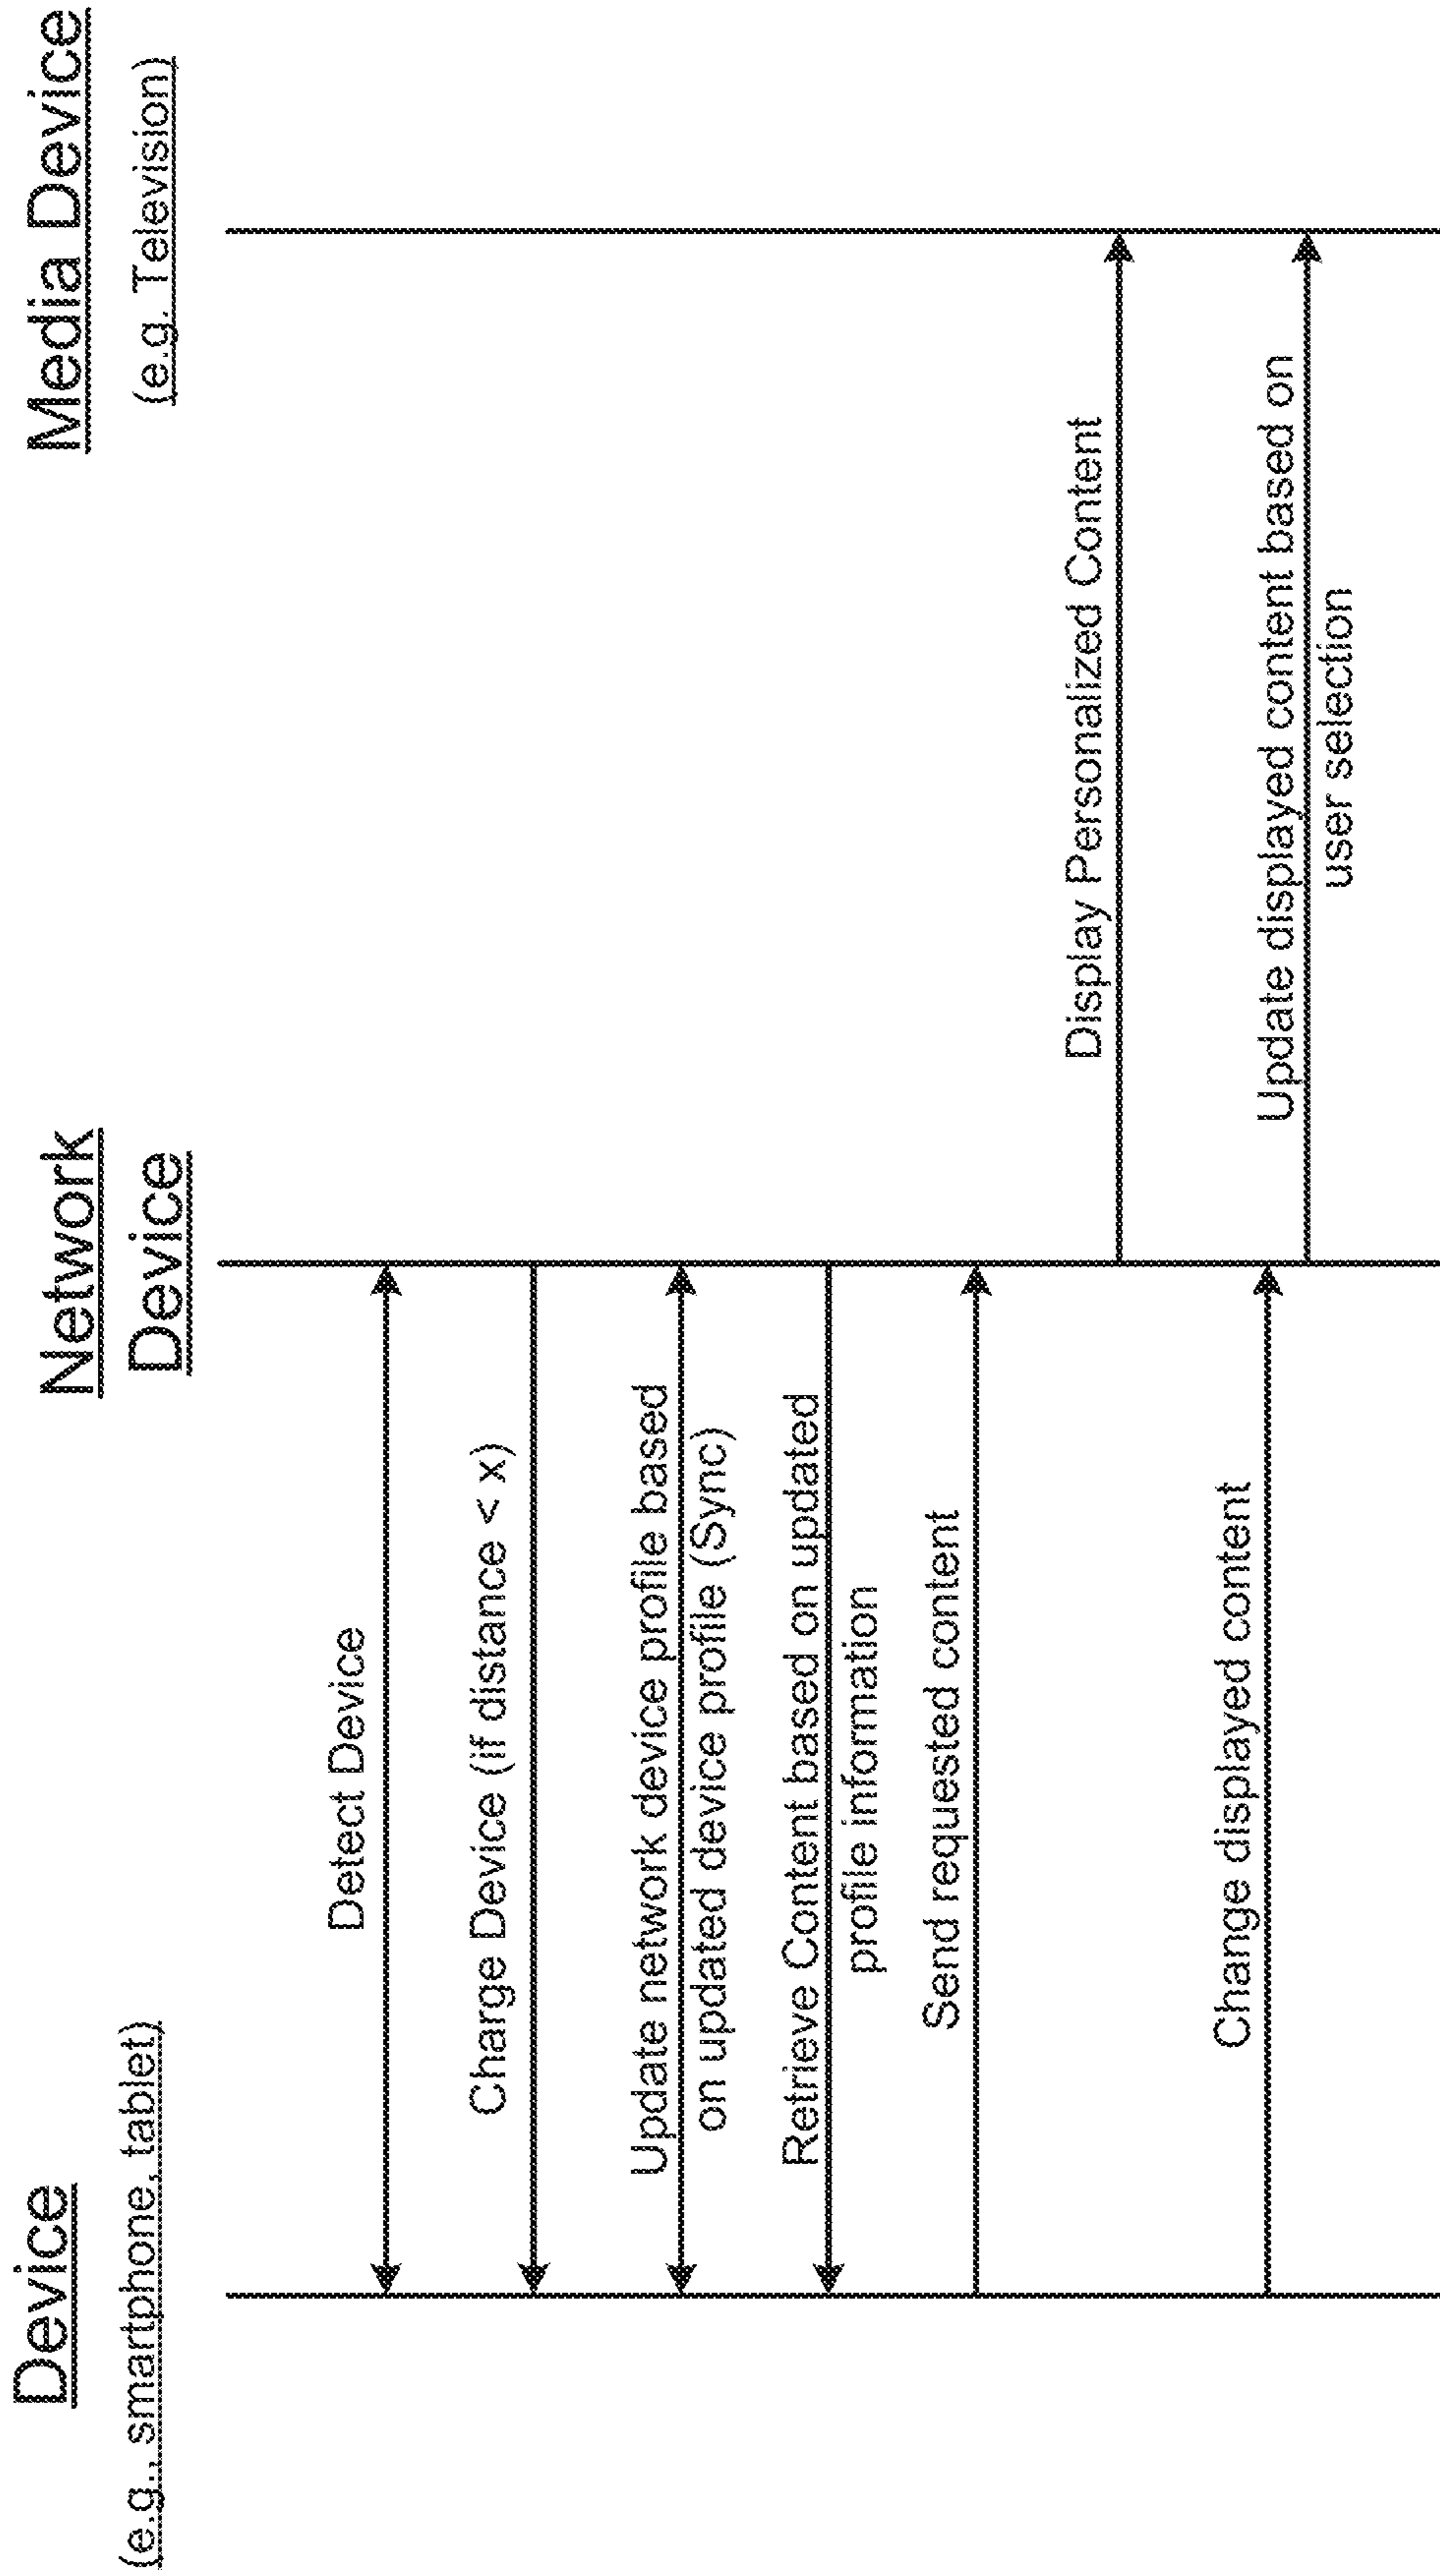 Device
(e.g., smartphone, tablet)
Network
Device
Media Device
(e.g. Television)
Detect Device
Charge Device (if distance < x)
Update network device profile based
on updated device profile (Sync)
Retrieve Content based on updated
profile information
Send requested content
Display Personalized Content
Change displayed content
Update displayed content based on
user selection